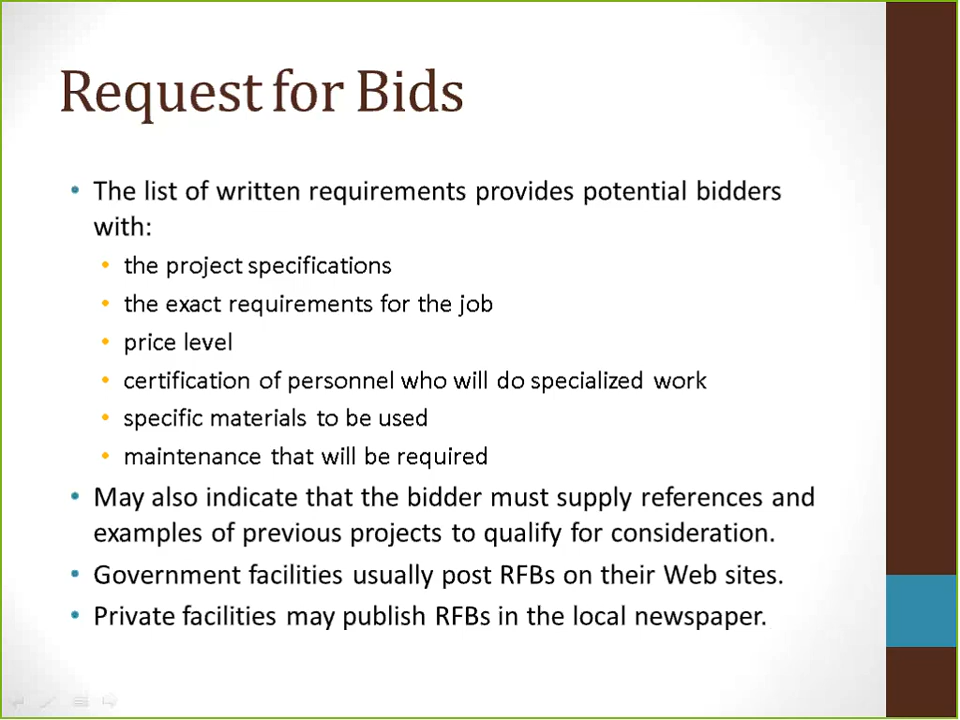 Request for Bids
• The list of written requirements provides potential bidders
with:
• the project specifications
• the exact requirements for the job
• price level
• certification of personnel who will do specialized work
• specific materials to be used
• maintenance that will be required
• May also indicate that the bidder must supply references and
examples of previous projects to qualify for consideration.
• Government facilities usually post RFBs on their Web sites.
• Private facilities may publish RFBs in the local newspaper.